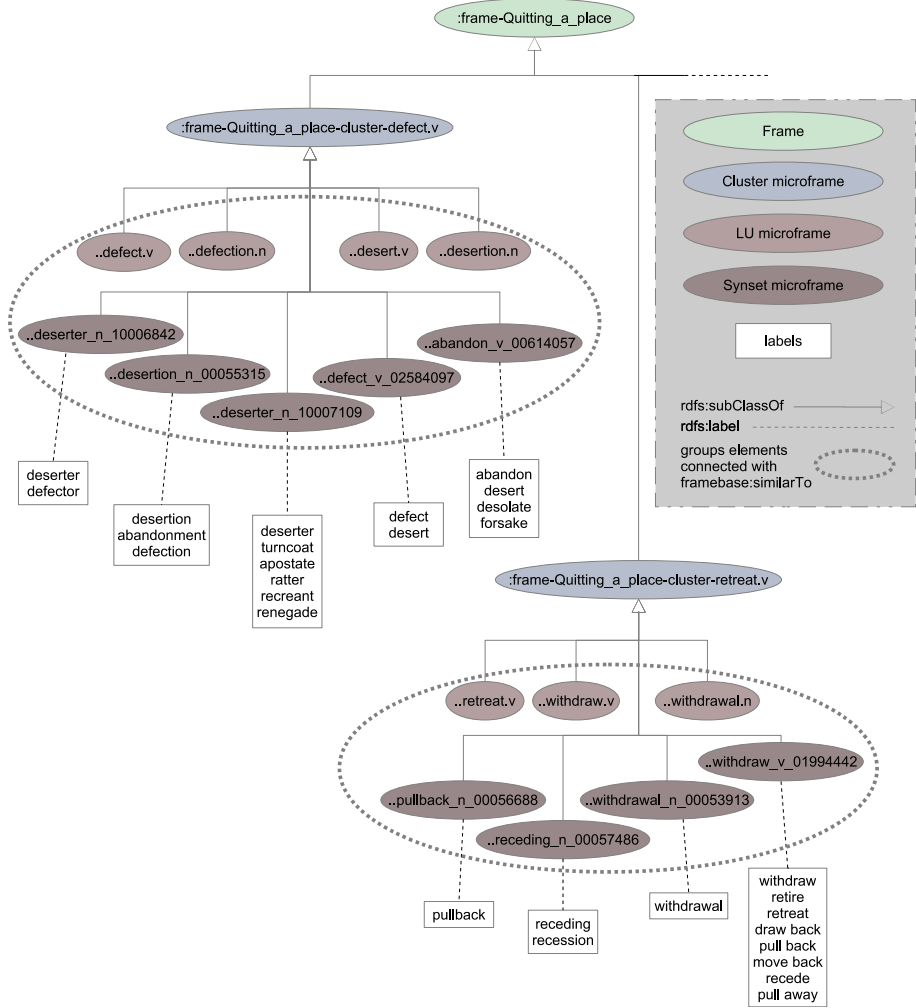 :frame-Quitting_a_place
:frame-Quitting_a_place-cluster-defect.v
..defect.v
..defection.n
..desert.v
..desertion.n
..deserter_n_10006842
..desertion_n_00055315
..deserter_n_10007109
..defect_v_02584097
..abandon_v_00614057
deserter
defector
desertion
abandonment
defection
deserter
turncoat
apostate
ratter
recreant
renegade
defect
desert
abandon
desert
desolate
forsake
Frame
Cluster microframe
LU microframe
Synset microframe
labels
rdfs:subClassOf
rdfs:label
groups elements
connected with
framebase:similarTo
:frame-Quitting_a_place-cluster-retreat.v
..retreat.v
..withdraw.v
..withdrawal.n
..pullback_n_00056688
..receding_n_00057486
..withdrawal_n_00053913
..withdraw_v_01994442
pullback
receding
recession
withdrawal
withdraw
retire
retreat
draw back
pull back
move back
recede
pull away